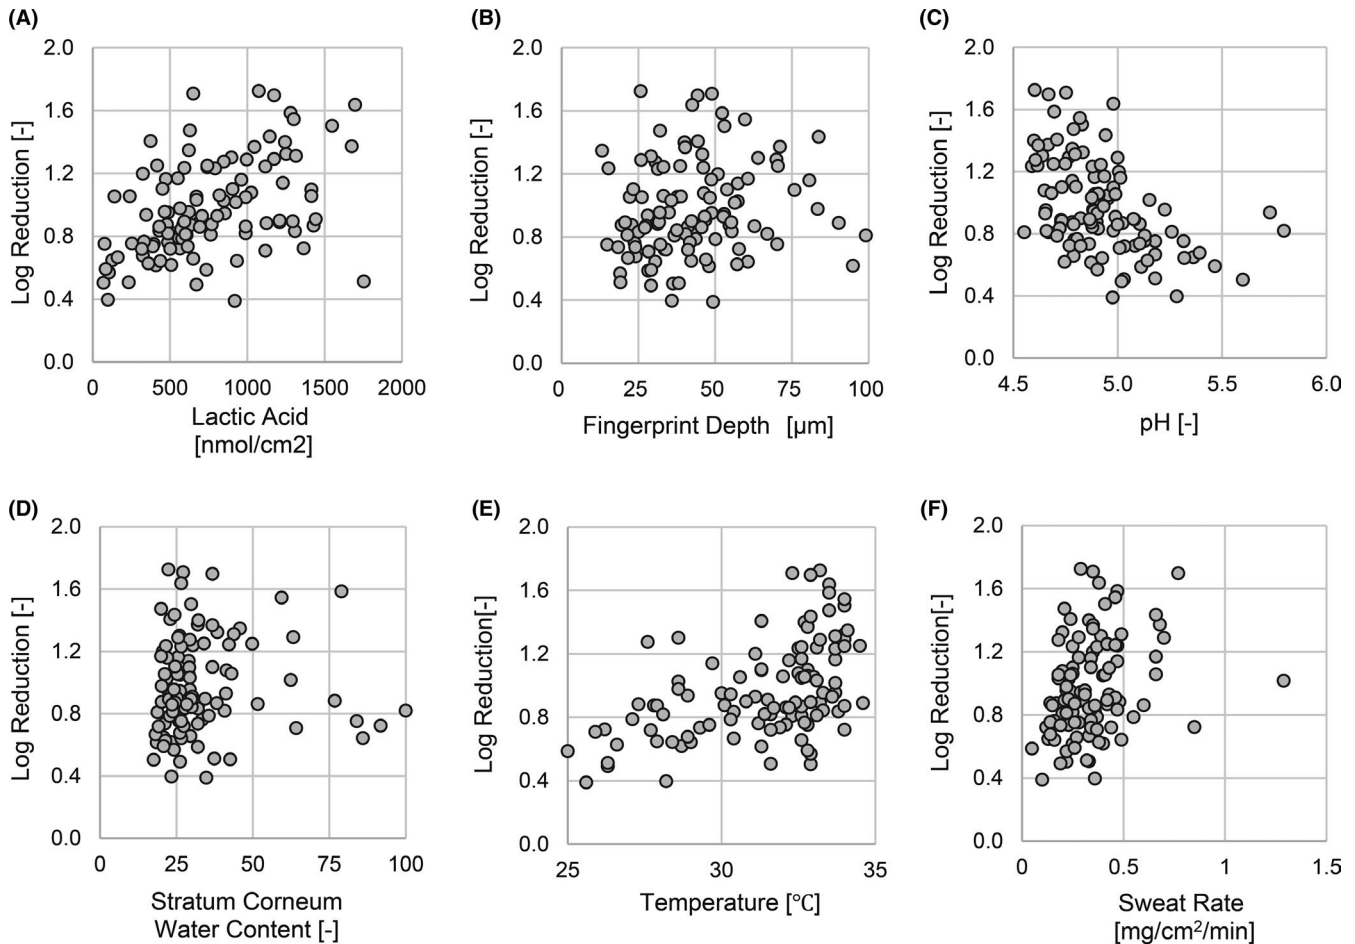 (A)
Log Reduction [-]
2.0
1.6
1.2
0.8
0.4
0.0
0 500 1000 1500 2000
Lactic Acid
[nmol/cm2]
(B)
Log Reduction [-]
2.0
1.6
1.2
0.8
0.4
0.0
0 25 50 75 100
Fingerprint Depth [µm]
(C)
Log Reduction [-]
2.0
1.6
1.2
0.8
0.4
0.0
4.5 5.0 5.5 6.0
pH [-]
(D)
Log Reduction [-]
2.0
1.6
1.2
0.8
0.4
0.0
0 25 50 75 100
Stratum Corneum
Water Content [-]
(E)
Log Reduction[-]
2.0
1.6
1.2
0.8
0.4
0.0
25 30 35
Temperature [℃]
(F)
Log Reduction[-]
2.0
1.6
1.2
0.8
0.4
0.0
0 0.5 1 1.5
Sweat Rate
[mg/cm²/min]